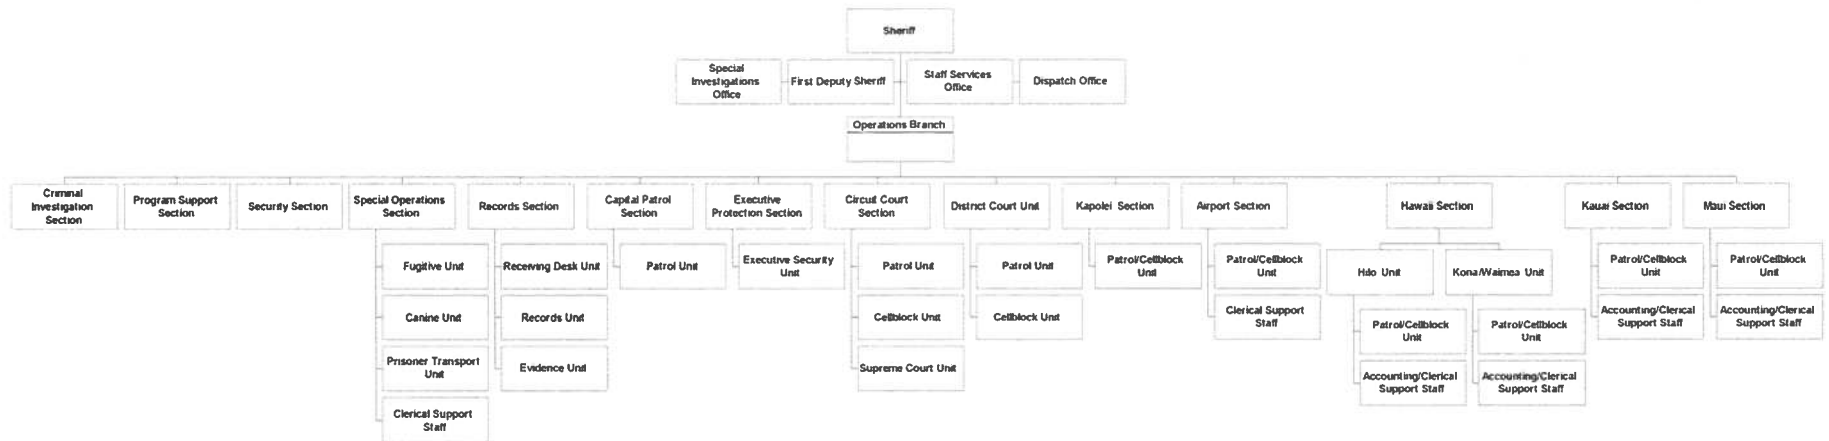 Sheriff
Special
Investigations
Office
First Deputy Sheriff
Staff Services
Office
Dispatch Office
Operations Branch
Criminal
Investigation
Section
Program Support
Section
Security Section
Special Operations
Section
Records Section
Capital Patrol
Section
Executive
Protection Section
Circuit Court
Section
District Court Unit
Kapolei Section
Airport Section
Hawaii Section
Kauai Section
Maui Section
Fugitive Unit
Canine Unit
Prisoner Transport
Unit
Clerical Support
Staff
Receiving Desk Unit
Records Unit
Evidence Unit
Patrol Unit
Executive Security
Unit
Patrol Unit
Cellblock Unit
Supreme Court Unit
Patrol Unit
Cellblock Unit
Patrol/Cellblock
Unit
Patrol/Cellblock
Unit
Clerical Support
Staff
Hilo Unit
Patrol/Cellblock
Unit
Accounting/Clerical
Support Staff
Kona/Waimea Unit
Patrol/Cellblock
Unit
Accounting/Clerical
Support Staff
Patrol/Cellblock
Unit
Accounting/Clerical
Support Staff
Patrol/Cellblock
Unit
Accounting/Clerical
Support Staff